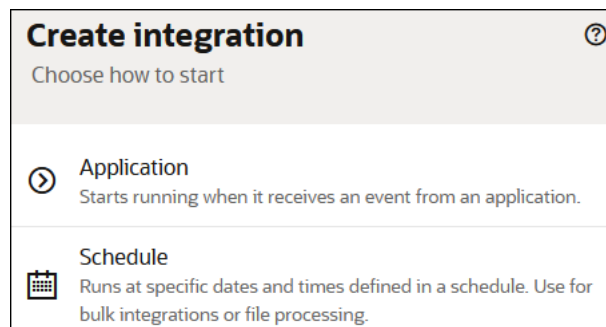 Create integration
Choose how to start
Application
Starts running when it receives an event from an application.
Schedule
Runs at specific dates and times defined in a schedule. Use for
bulk integrations or file processing.